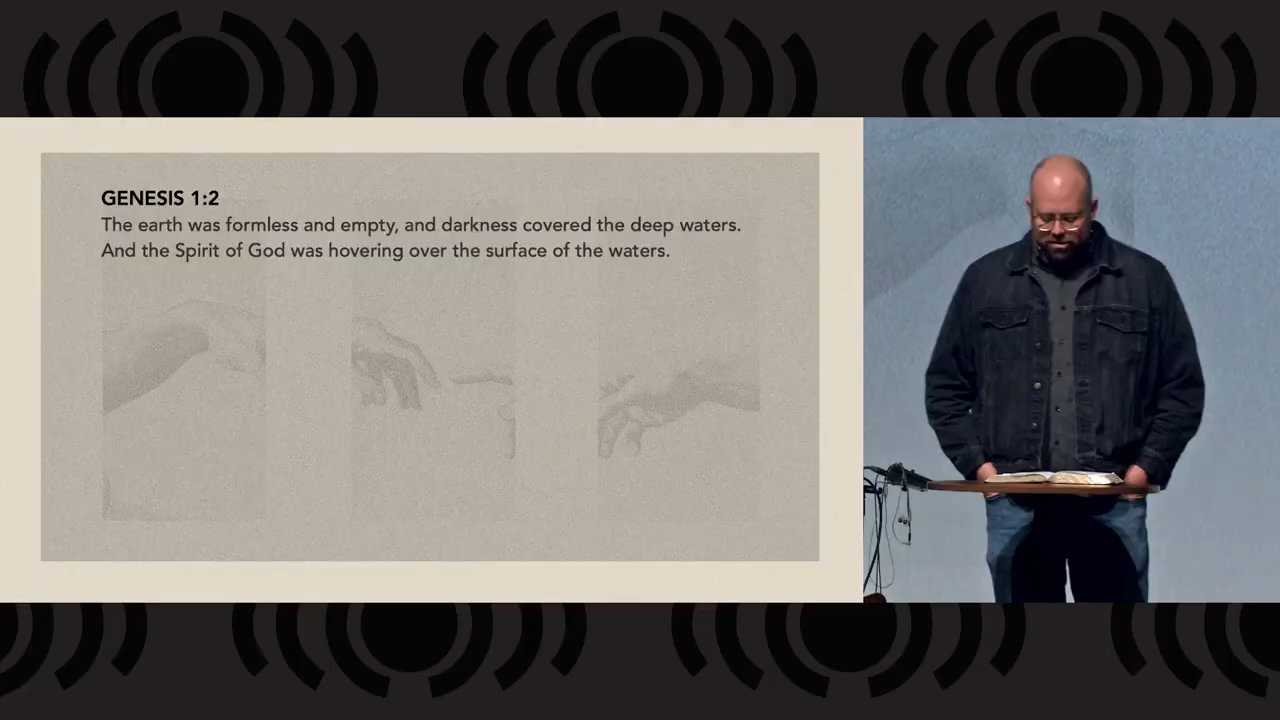 GENESIS 1:2
The earth was formless and empty, and darkness covered the deep waters.
And the Spirit of God was hovering over the surface of the waters.